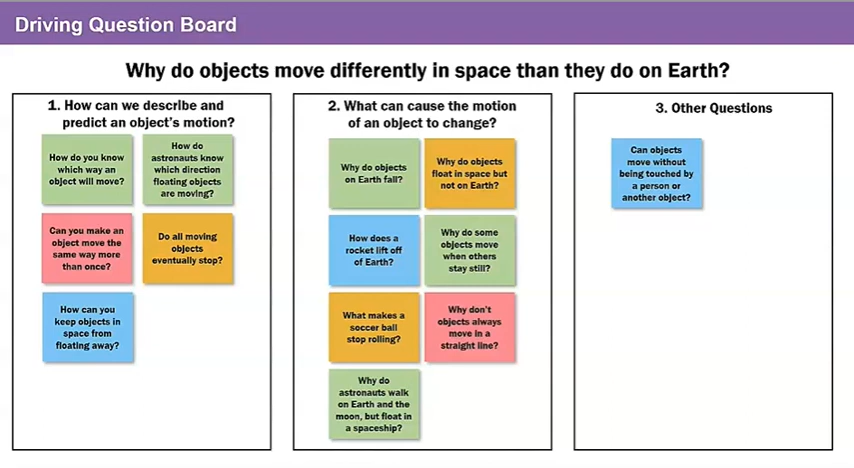 Driving Question Board
Why do objects move differently in space than they do on Earth?
1. How can we describe and
predict an object's motion?
How do you know
which way an
object will move?
How do
astronauts know
which direction
floating objects
are moving?
Can you make an
object move the
same way more
than once?
Do all moving
objects
eventually stop?
How can you
keep objects in
space from
floating away?
2. What can cause the motion
of an object to change?
Why do objects
on Earth fall?
Why do objects
float in space but
not on Earth?
How does a
rocket lift off
of Earth?
Why do some
objects move
when others
stay still?
What makes a
soccer ball
stop rolling?
Why don't
objects always
move in a
straight line?
Why do
astronauts walk
on Earth and the
moon, but float in
a spaceship?
3. Other Questions
Can objects
move without
being touched by
a person or
another object?